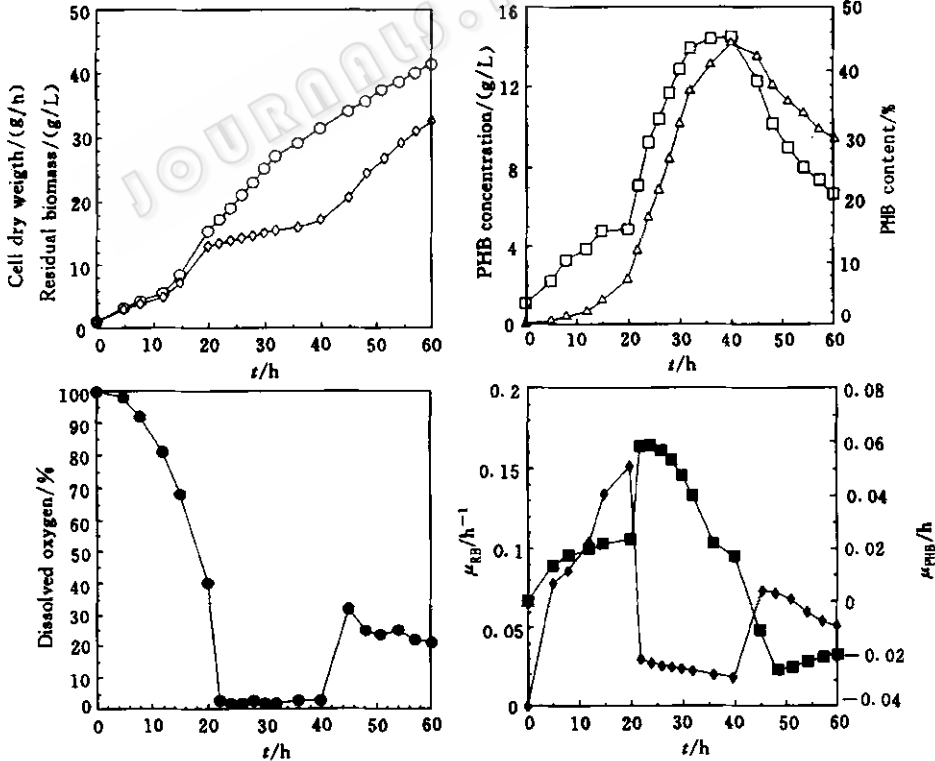 JOURNALS.
Cell dry weigth/(g/h)
Residual biomass/(g/L)
50
40
30
20
10
0
0 10 20 30 40 50 60
t/h
PHB concentration/(g/L)
16
12
8
4
0
PHB content/%
50
40
30
20
10
0
0 10 20 30 40 50 60
t/h
Dissolved oxygen/%
100
90
80
70
60
50
40
30
20
10
0
0 10 20 30 40 50 60
t/h
μRB/h⁻¹
0.2
0.15
0.1
0.05
0
μPHB/h
0.08
0.06
0.04
0.02
0
-0.02
-0.04
0 10 20 30 40 50 60
t/h